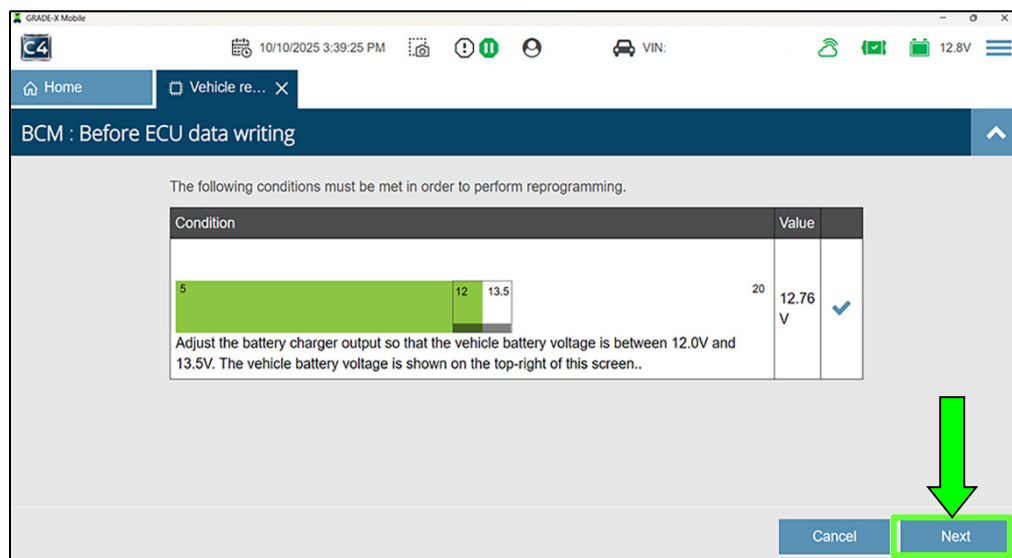 GRADE-X Mobile
C4 10/10/2025 3:39:25 PM VIN: 12.8V
Home Vehicle re...
BCM : Before ECU data writing
The following conditions must be met in order to perform reprogramming.
Condition Value
5 12 13.5 20
12.76
V
Adjust the battery charger output so that the vehicle battery voltage is between 12.0V and
13.5V. The vehicle battery voltage is shown on the top-right of this screen..
Cancel Next